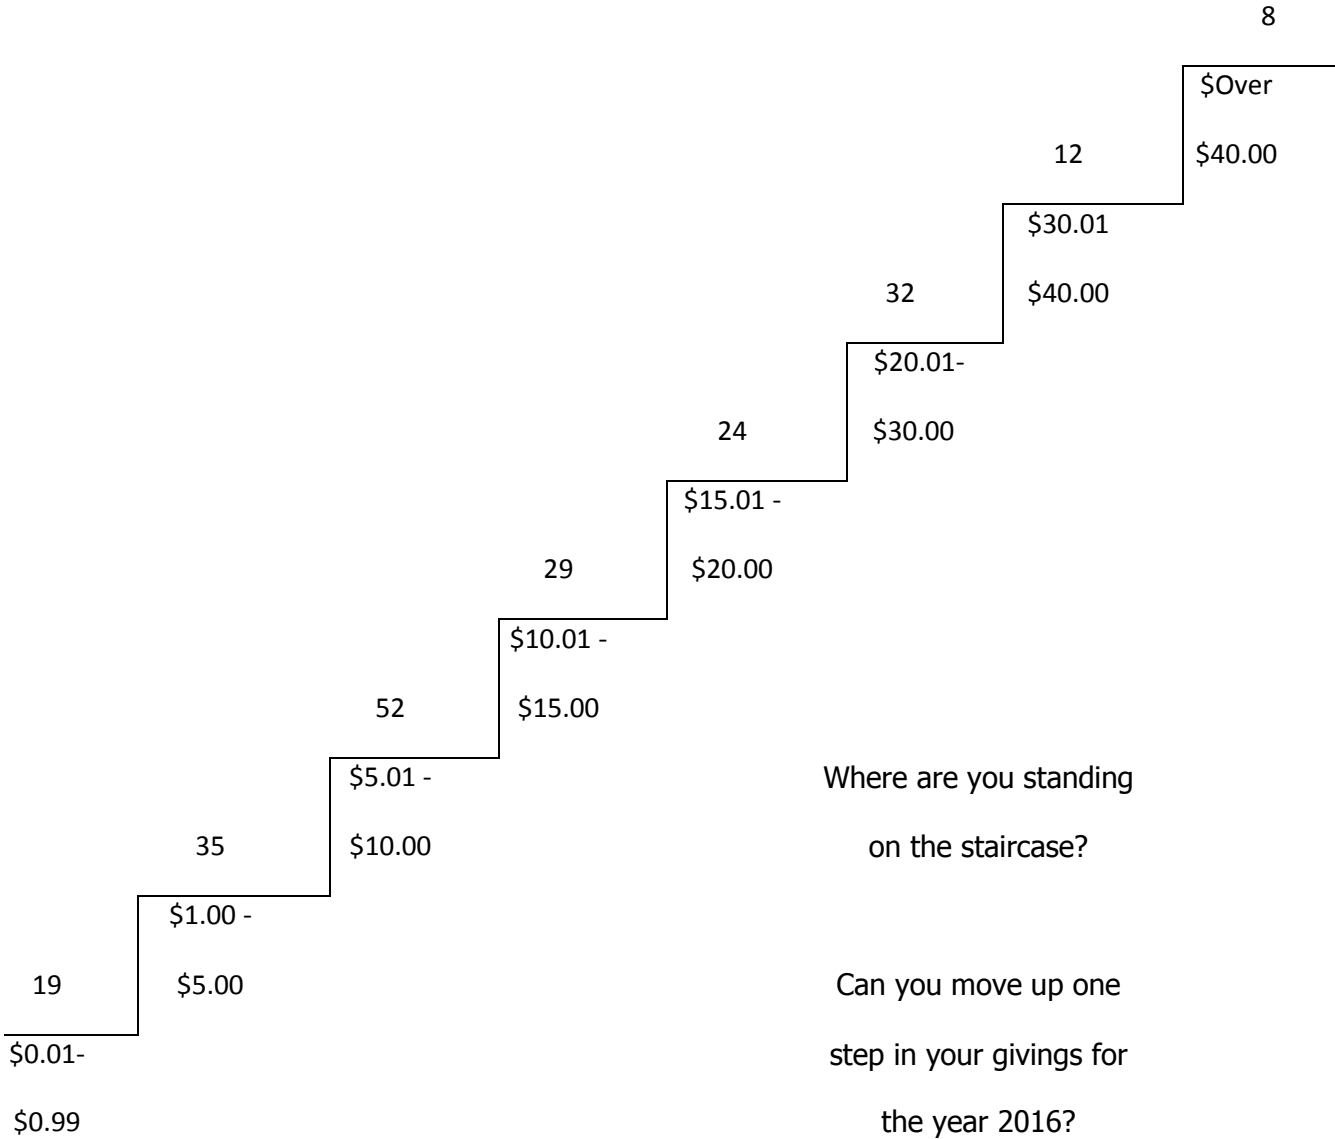 8
$Over
12 $40.00
$30.01
32 $40.00
$20.01-
24 $30.00
$15.01 -
29 $20.00
$10.01 -
52 $15.00
$5.01 - Where are you standing
35 $10.00 on the staircase?
$1.00 -
19 $5.00 Can you move up one
$0.01- step in your givings for
$0.99 the year 2016?